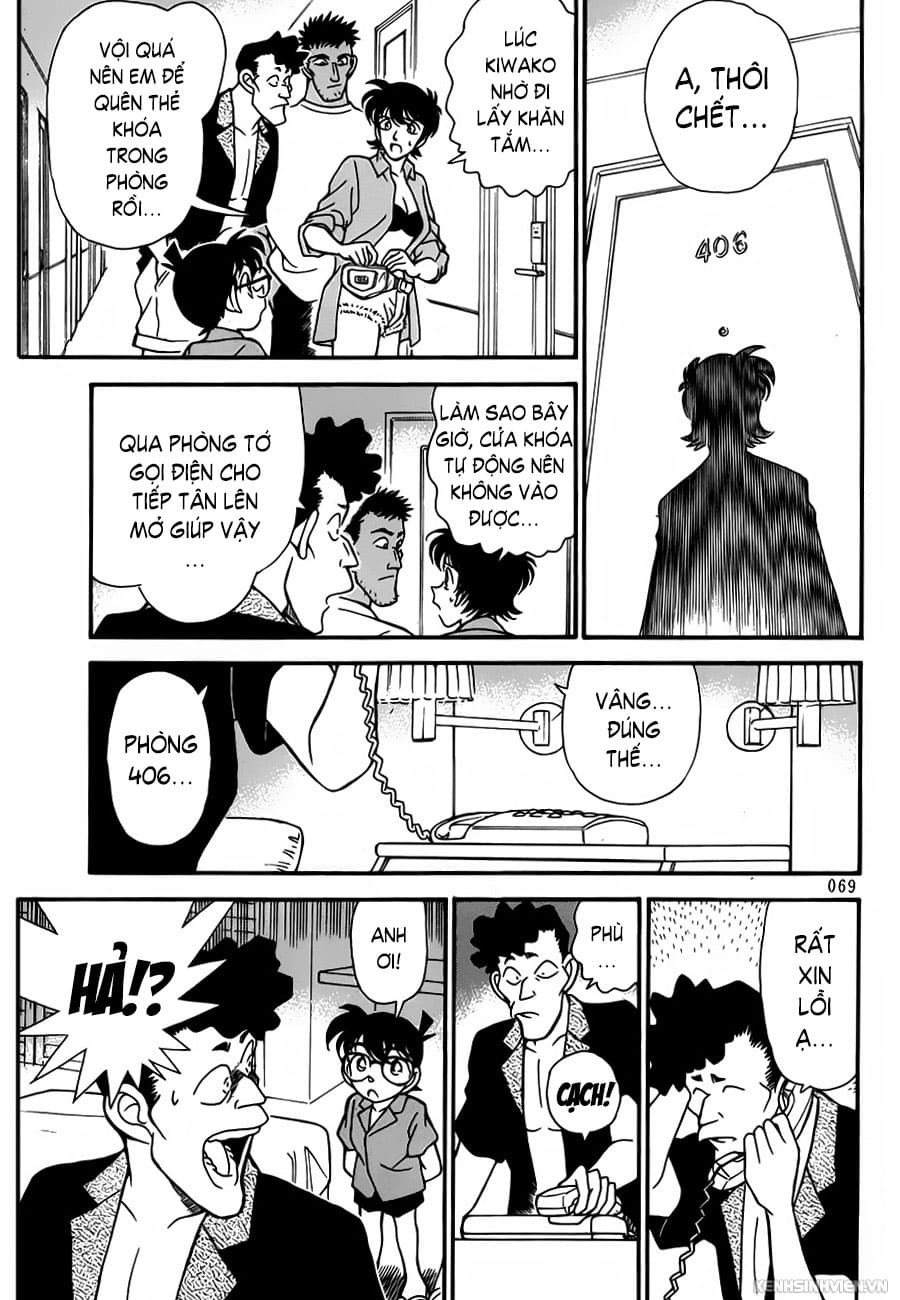 A, THÔI
CHẾT...
406
LÚC
KIWAKO
NHỜ ĐI
LẤY KHĂN
TẮM...
VỘI QUÁ
NÊN EM ĐỂ
QUÊN THẺ
KHÓA
TRONG
PHÒNG
RỒI...
LÀM SAO BÂY
GIỜ, CỬA KHÓA
TỰ ĐỘNG NÊN
KHÔNG VÀO
ĐƯỢC...
QUA PHÒNG TỚ
GỌI ĐIỆN CHO
TIẾP TÂN LÊN
MỞ GIÚP VẬY
...
VÂNG...
ĐÚNG
THẾ...
PHÒNG
406...
069
RẤT
XIN
LỖI
Ạ...
PHÙ
...
CẠCH!
ANH
ƠI!
HẢ!?
KENHSINHVIEN.VN